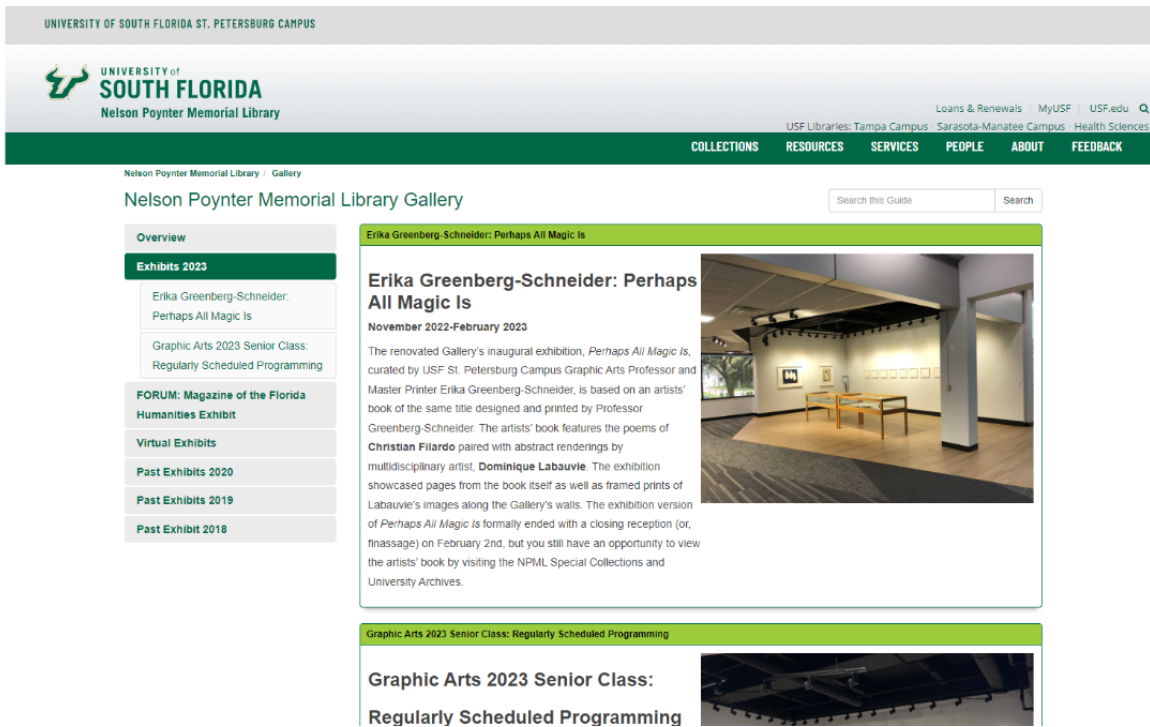 UNIVERSITY OF SOUTH FLORIDA ST. PETERSBURG CAMPUS
UNIVERSITY of
SOUTH FLORIDA
Nelson Poynter Memorial Library
Loans & Renewals | MyUSF | USF.edu
USF Libraries: Tampa Campus · Sarasota-Manatee Campus · Health Sciences
COLLECTIONS RESOURCES SERVICES PEOPLE ABOUT FEEDBACK
Nelson Poynter Memorial Library / Gallery
Nelson Poynter Memorial Library Gallery
Search this Guide Search
Overview
Exhibits 2023
Erika Greenberg-Schneider:
Perhaps All Magic Is
Graphic Arts 2023 Senior Class:
Regularly Scheduled Programming
FORUM: Magazine of the Florida
Humanities Exhibit
Virtual Exhibits
Past Exhibits 2020
Past Exhibits 2019
Past Exhibit 2018
Erika Greenberg-Schneider: Perhaps All Magic Is
Erika Greenberg-Schneider: Perhaps
All Magic Is
November 2022-February 2023
The renovated Gallery's inaugural exhibition, Perhaps All Magic Is,
curated by USF St. Petersburg Campus Graphic Arts Professor and
Master Printer Erika Greenberg-Schneider, is based on an artists'
book of the same title designed and printed by Professor
Greenberg-Schneider. The artists' book features the poems of
Christian Filardo paired with abstract renderings by
multidisciplinary artist, Dominique Labauvie. The exhibition
showcased pages from the book itself as well as framed prints of
Labauvie's images along the Gallery's walls. The exhibition version
of Perhaps All Magic Is formally ended with a closing reception (or,
finassage) on February 2nd, but you still have an opportunity to view
the artists' book by visiting the NPML Special Collections and
University Archives.
Graphic Arts 2023 Senior Class: Regularly Scheduled Programming
Graphic Arts 2023 Senior Class:
Regularly Scheduled Programming